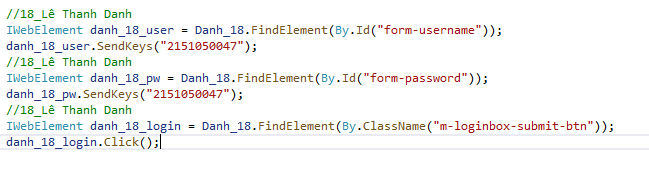 //18_Lê Thanh Danh
IWebElement danh_18_user = Danh_18.FindElement(By.Id("form-username"));
danh_18_user.SendKeys("2151050047");
//18_Lê Thanh Danh
IWebElement danh_18_pw = Danh_18.FindElement(By.Id("form-password"));
danh_18_pw.SendKeys("2151050047");
//18_Lê Thanh Danh
IWebElement danh_18_login = Danh_18.FindElement(By.ClassName("m-loginbox-submit-btn"));
danh_18_login.Click();